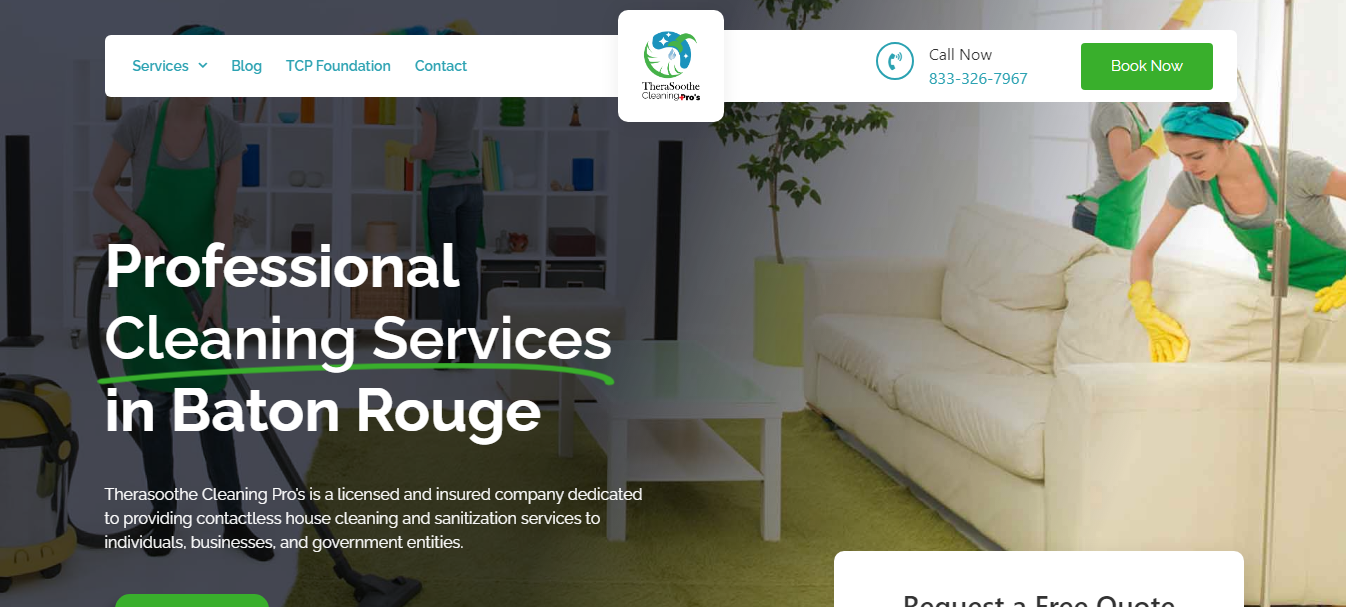 Services
Blog
TCP Foundation
Contact
TheraSoothe
Cleaning Pro's
Call Now
833-326-7967
Book Now
Professional
Cleaning Services
in Baton Rouge
Therasoothe Cleaning Pro's is a licensed and insured company dedicated
to providing contactless house cleaning and sanitization services to
individuals, businesses, and government entities.
Request a Free Quote